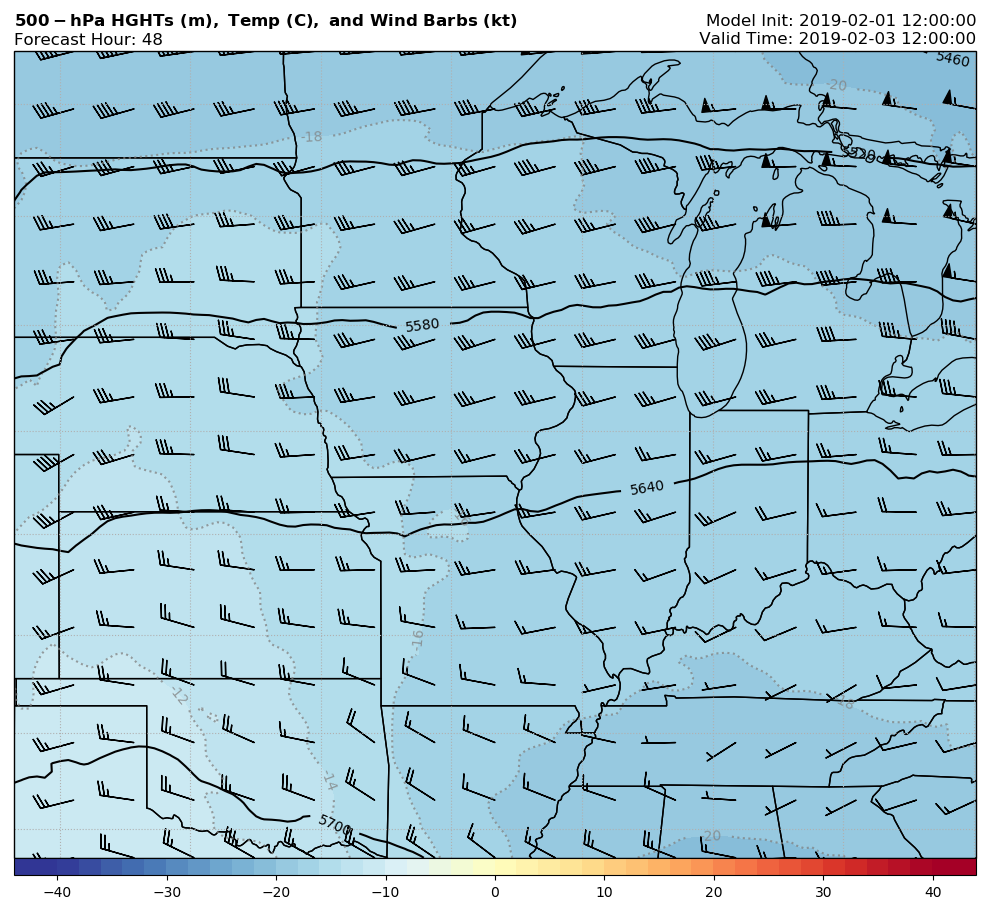 500-hPa HGHTs (m), Temp (C), and Wind Barbs (kt)
Model Init: 2019-02-01 12:00:00
Forecast Hour: 48
Valid Time: 2019-02-03 12:00:00
5460
-20
-18
5520
5580
5640
-16
-12
-14
-18
-14
5700
-20
−40 −30 −20 −10 0 10 20 30 40